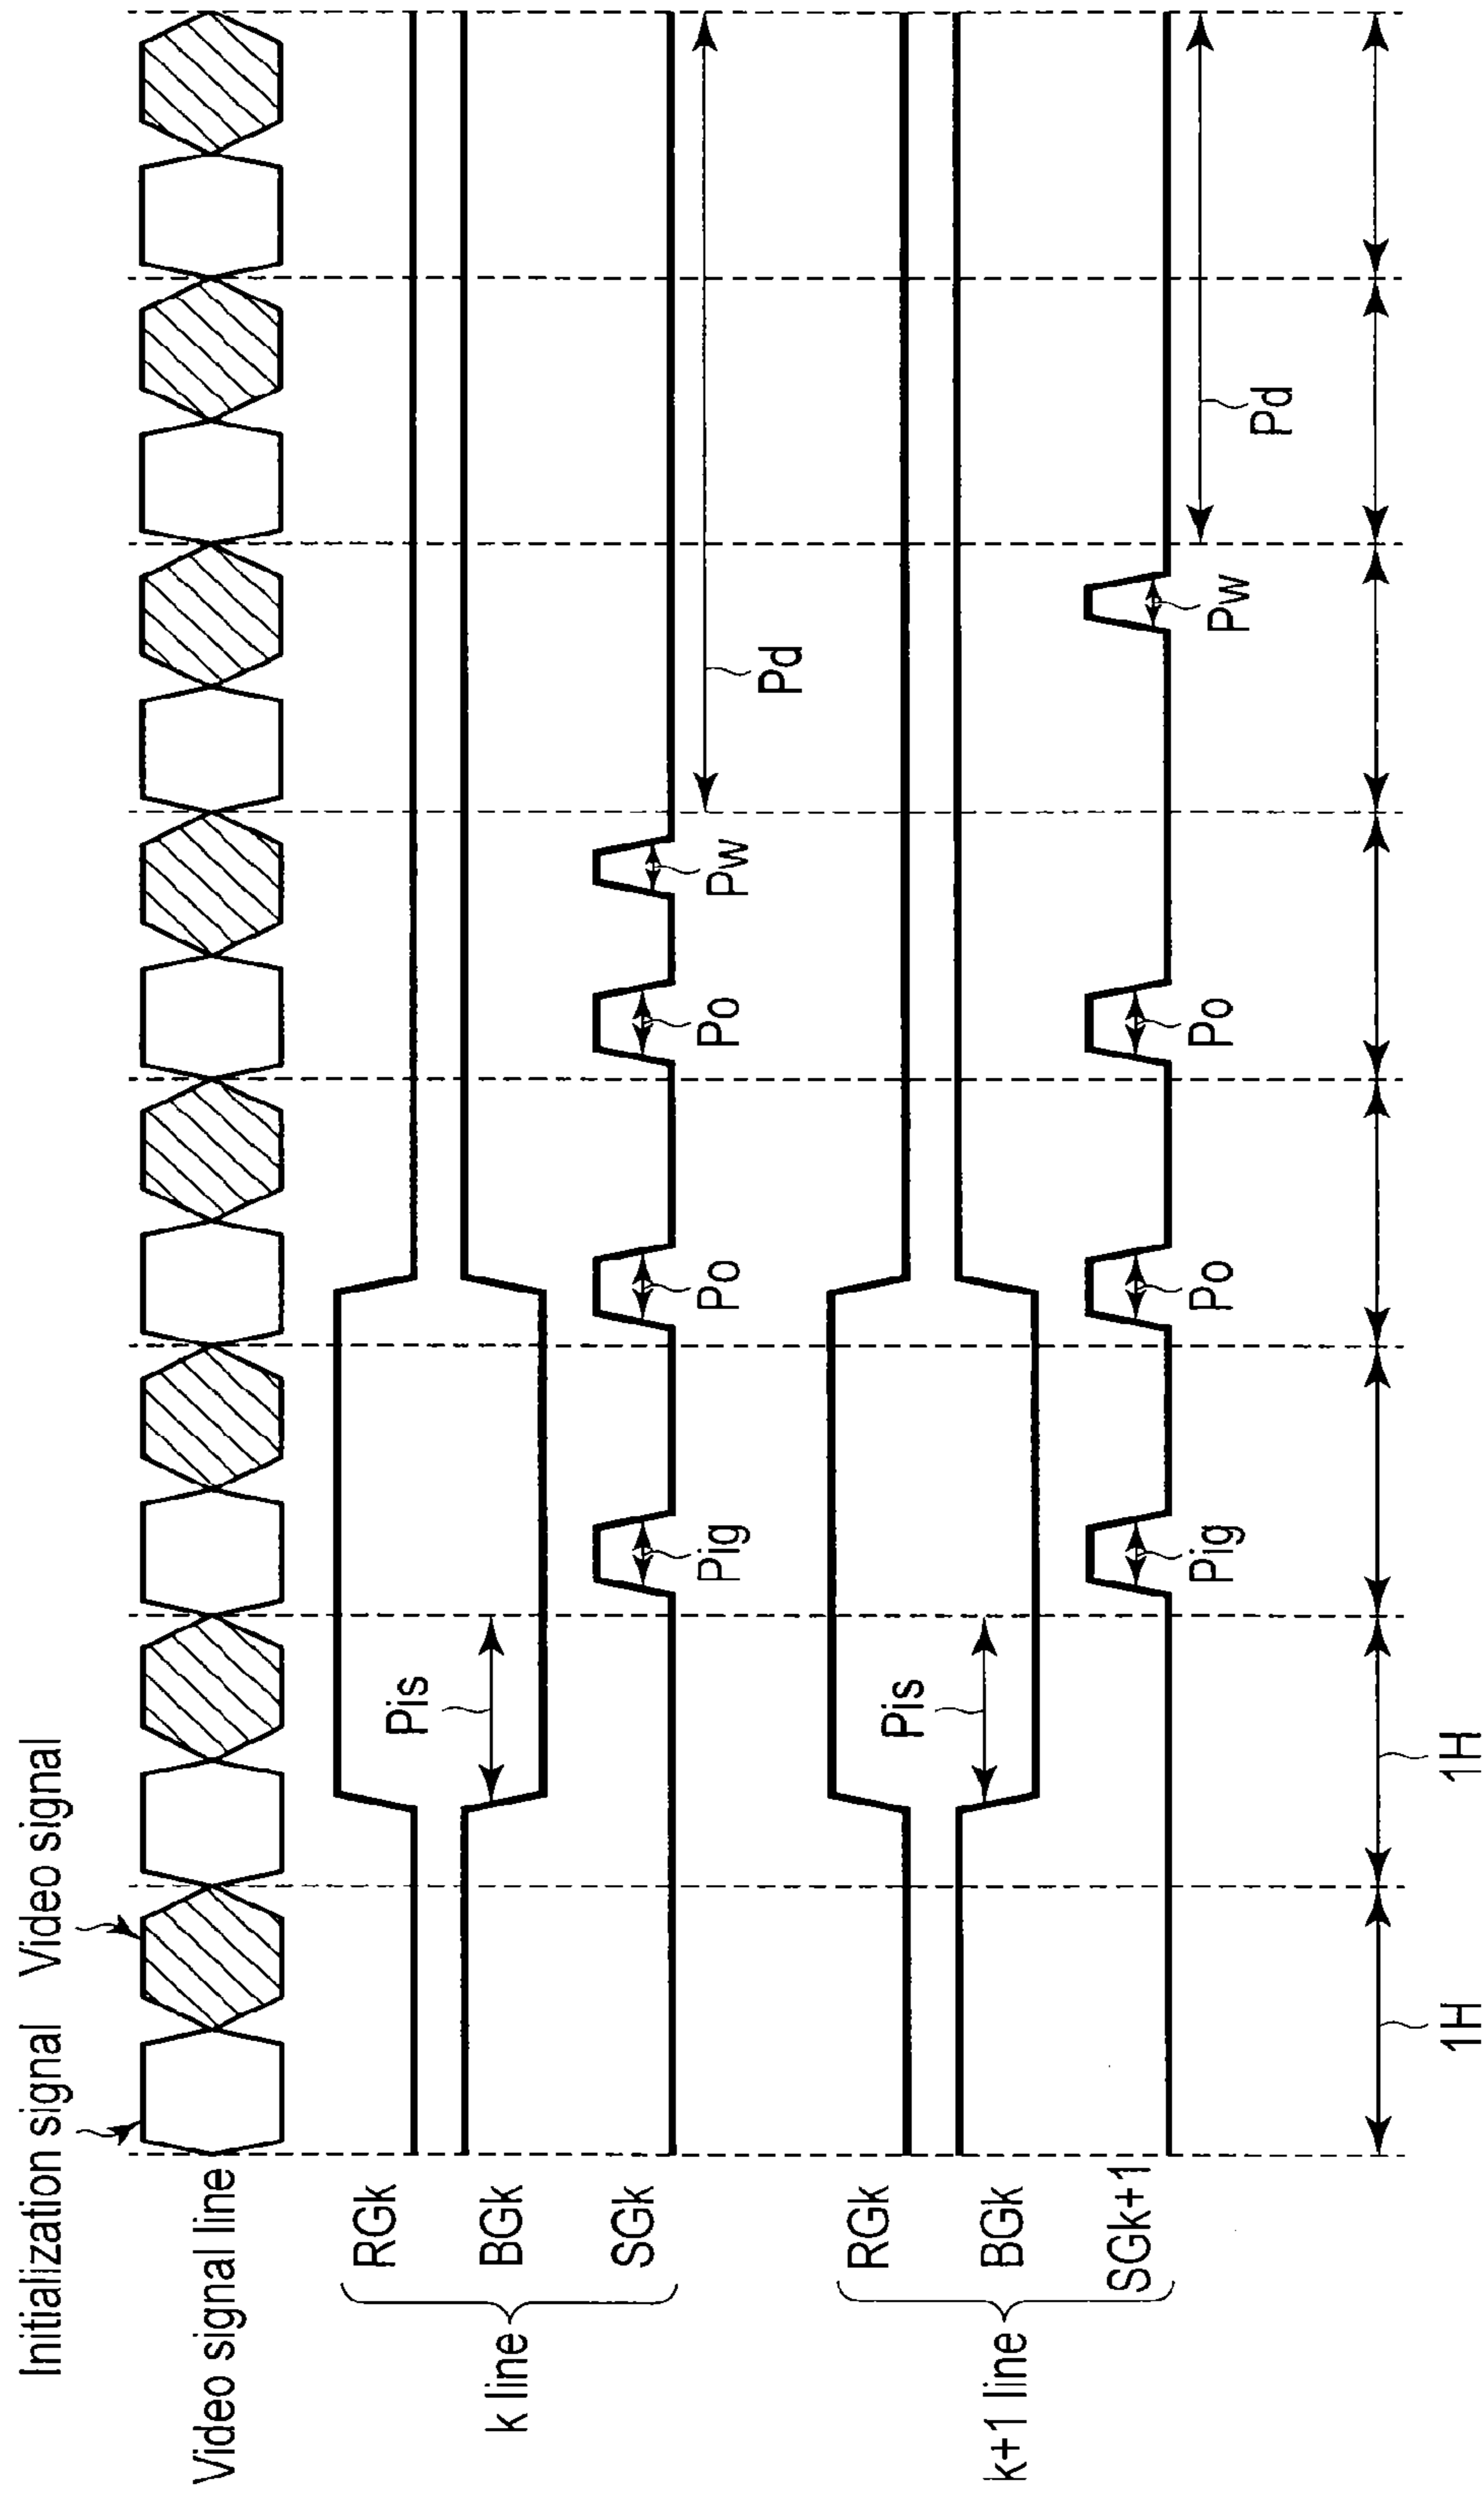 Initialization signal
Video signal
Video signal line
k line
RGk
BGk
SGk
Pis
Pig
Po
Po
Pw
Pd
k+1 line
RGk
BGk
SGk+1
Pis
Pig
Po
Po
Pw
Pd
1H
1H